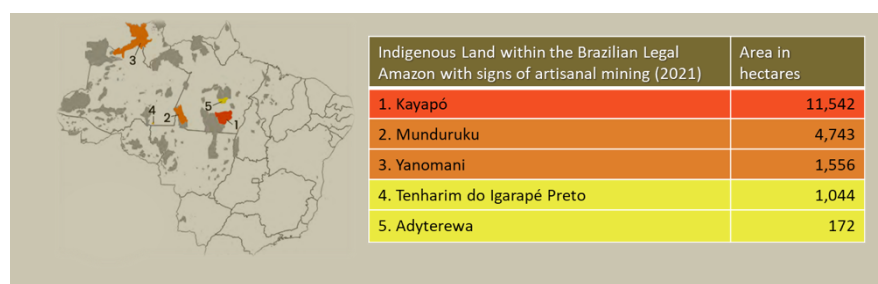 3
4
2
5
1
Indigenous Land within the Brazilian Legal
Amazon with signs of artisanal mining (2021)
Area in
hectares
1. Kayapó
11,542
2. Munduruku
4,743
3. Yanomani
1,556
4. Tenharim do Igarapé Preto
1,044
5. Adyterewa
172